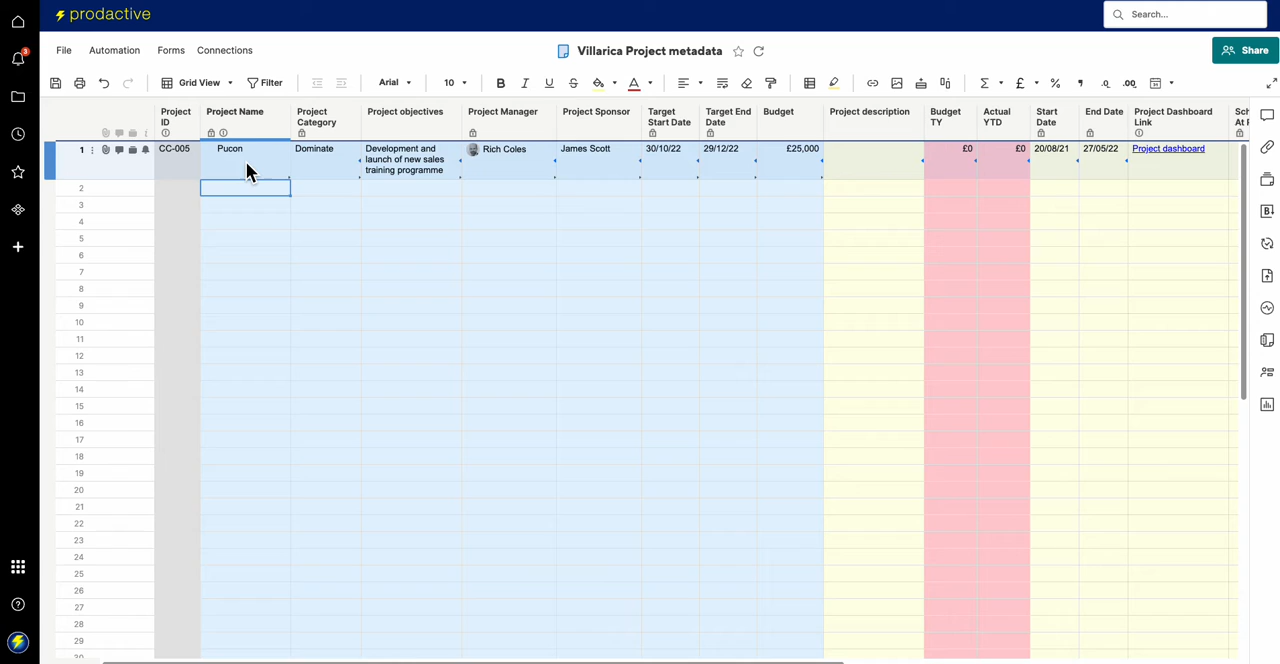 prodactive
Search...
File Automation Forms Connections
Villarica Project metadata
Share
3
Grid View Filter Arial 10
B I U S A Σ £ % .0 .00
Project ID
Project Name
Project Category
Project objectives
Project Manager
Project Sponsor
Target Start Date
Target End Date
Budget
Project description
Budget TY
Actual YTD
Start Date
End Date
Project Dashboard Link
1 CC-005 Pucon Dominate Development and launch of new sales training programme Rich Coles James Scott 30/10/22 29/12/22 £25,000 £0 £0 20/08/21 27/05/22 Project dashboard
2
3
4
5
6
7
8
9
10
11
12
13
14
15
16
17
18
19
20
21
22
23
24
25
26
27
28
29
30